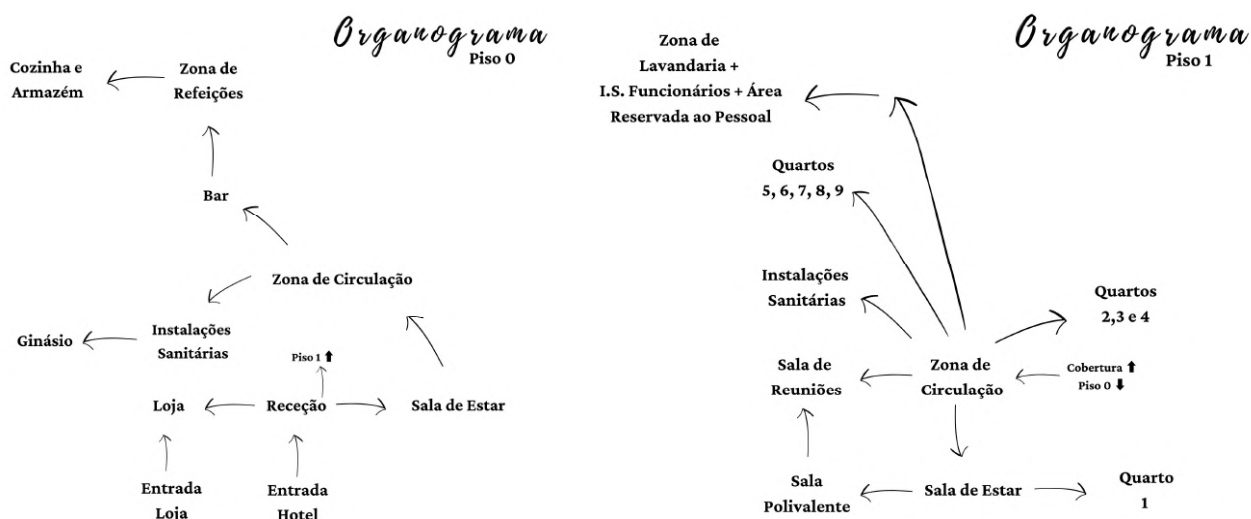 Organograma
Piso 0
Cozinha e
Armazém
Zona de
Refeições
Bar
Zona de Circulação
Ginásio
Instalações
Sanitárias
Piso 1 ⬆
Loja
Receção
Sala de Estar
Entrada
Loja
Entrada
Hotel
Organograma
Piso 1
Zona de
Lavandaria +
I.S. Funcionários + Área
Reservada ao Pessoal
Quartos
5, 6, 7, 8, 9
Instalações
Sanitárias
Quartos
2,3 e 4
Sala de
Reuniões
Zona de
Circulação
Cobertura ⬆
Piso 0 ⬇
Sala
Polivalente
Sala de Estar
Quarto
1